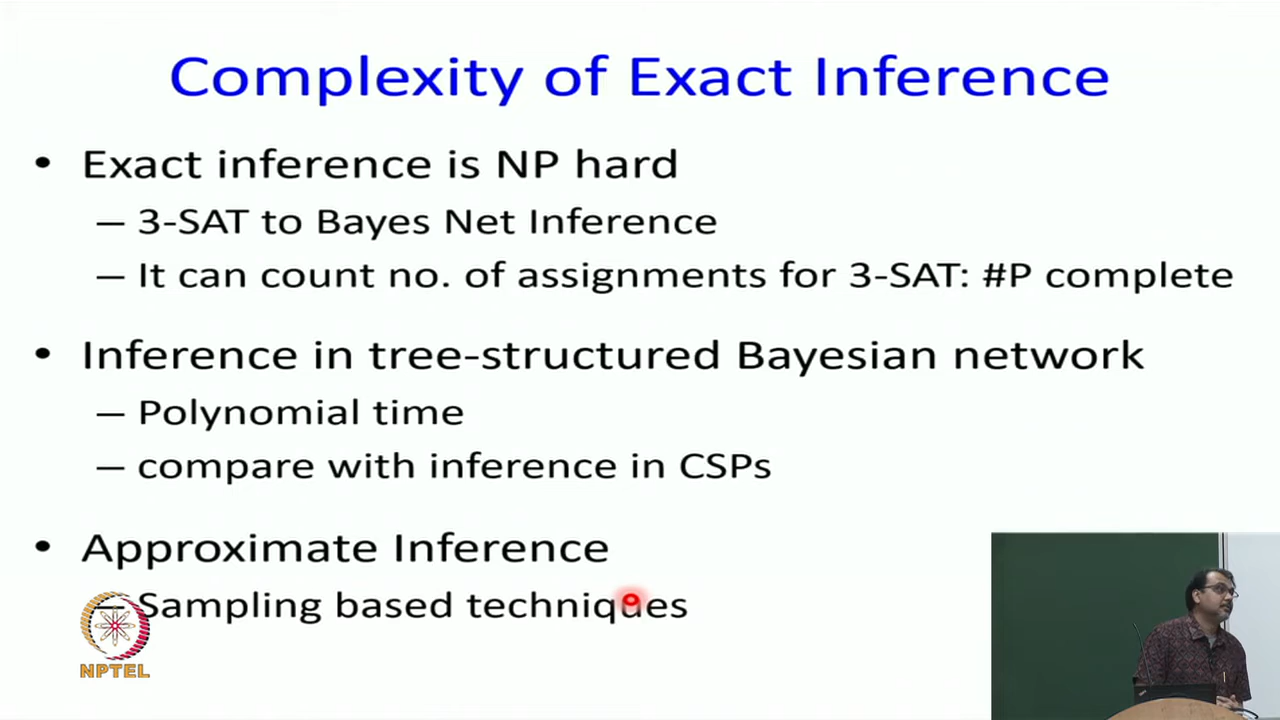 Complexity of Exact Inference
• Exact inference is NP hard
– 3-SAT to Bayes Net Inference
– It can count no. of assignments for 3-SAT: #P complete
• Inference in tree-structured Bayesian network
– Polynomial time
– compare with inference in CSPs
• Approximate Inference
– Sampling based techniques
NPTEL